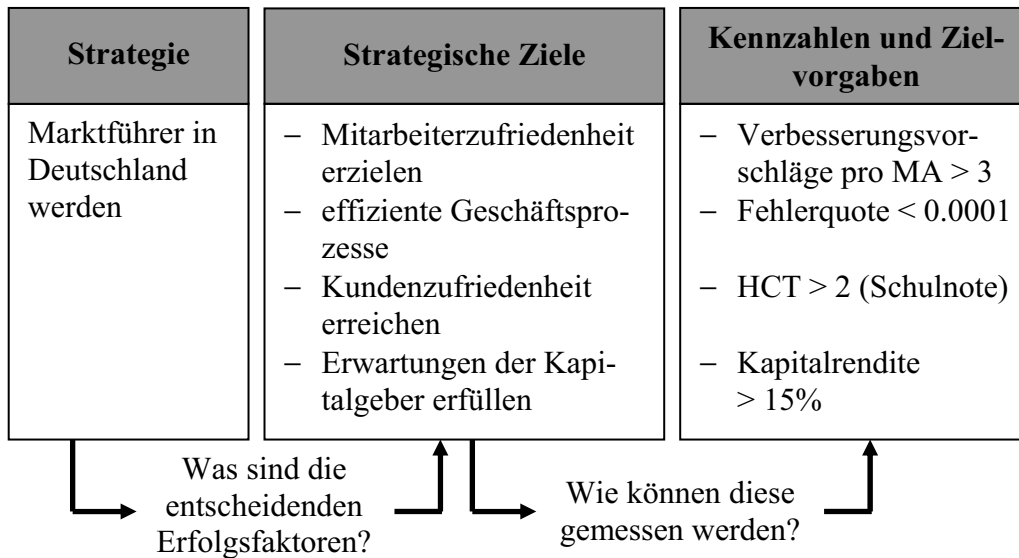 Strategie
Marktführer in
Deutschland
werden
Strategische Ziele
– Mitarbeiterzufriedenheit
erzielen
– effiziente Geschäftspro-
zesse
– Kundenzufriedenheit
erreichen
– Erwartungen der Kapi-
talgeber erfüllen
Kennzahlen und Ziel-
vorgaben
– Verbesserungsvor-
schläge pro MA > 3
– Fehlerquote < 0.0001
– HCT > 2 (Schulnote)
– Kapitalrendite
> 15%
Was sind die
entscheidenden
Erfolgsfaktoren?
Wie können diese
gemessen werden?